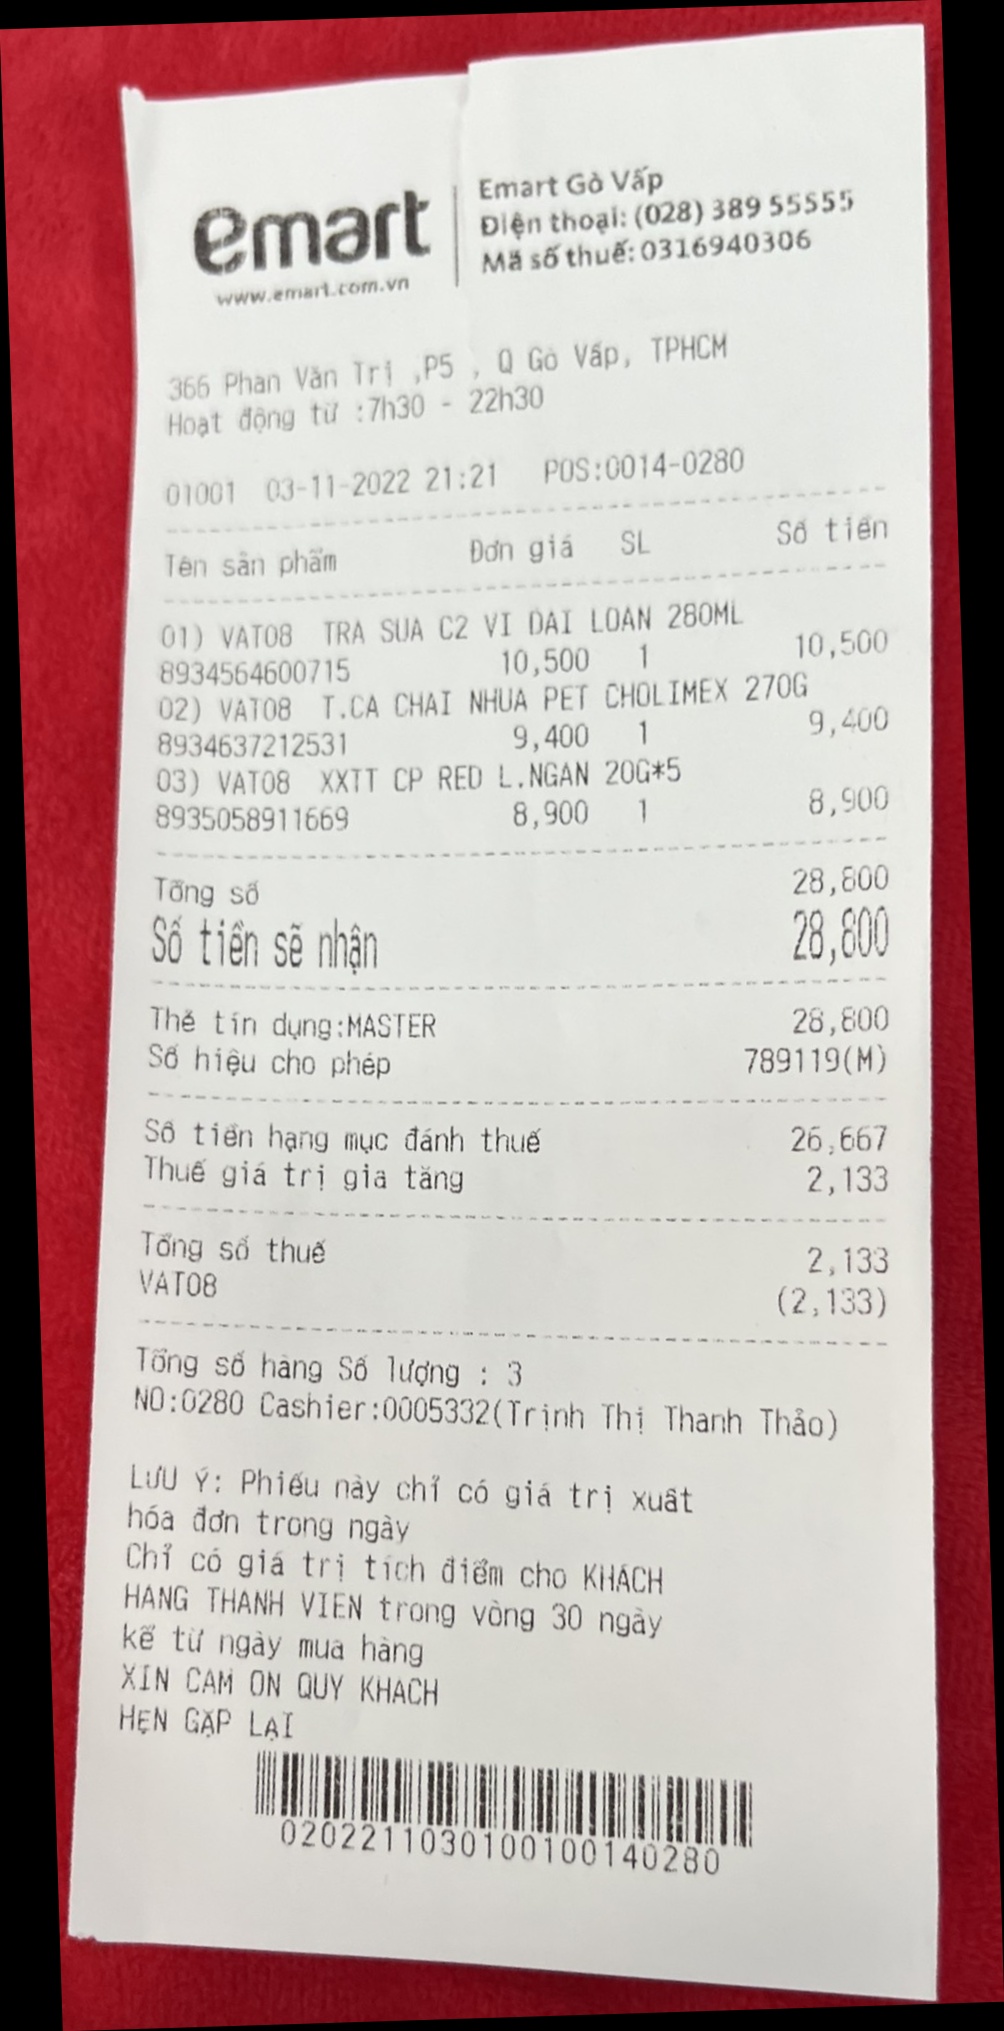 emart
www.emart.com.vn
Emart Gò Vấp
Điện thoại: (028) 389 55555
Mã số thuế: 0316940306
366 Phan Văn Trị ,P5 , Q Gò Vấp, TPHCM
Hoạt động từ :7h30 - 22h30
01001 03-11-2022 21:21 POS:0014-0280
Tên sản phẩm Đơn giá SL Số tiền
01) VAT08 TRA SUA C2 VI DAI LOAN 280ML
8934564600715 10,500 1 10,500
02) VAT08 T.CA CHAI NHUA PET CHOLIMEX 270G
8934637212531 9,400 1 9,400
03) VAT08 XXTT CP RED L.NGAN 20G*5
8935058911669 8,900 1 8,900
Tổng số 28,800
Số tiền sẽ nhận 28,800
Thẻ tín dụng:MASTER 28,800
Số hiệu cho phép 789119(M)
Số tiền hạng mục đánh thuế 26,667
Thuế giá trị gia tăng 2,133
Tổng số thuế 2,133
VAT08 (2,133)
Tổng số hàng Số lượng : 3
NO:0280 Cashier:0005332(Trịnh Thị Thanh Thảo)
LƯU Ý: Phiếu này chỉ có giá trị xuất
hóa đơn trong ngày
Chỉ có giá trị tích điểm cho KHÁCH
HÀNG THÀNH VIÊN trong vòng 30 ngày
kể từ ngày mua hàng
XIN CẢM ƠN QUÝ KHÁCH
HẸN GẶP LẠI
0202211030100100140280